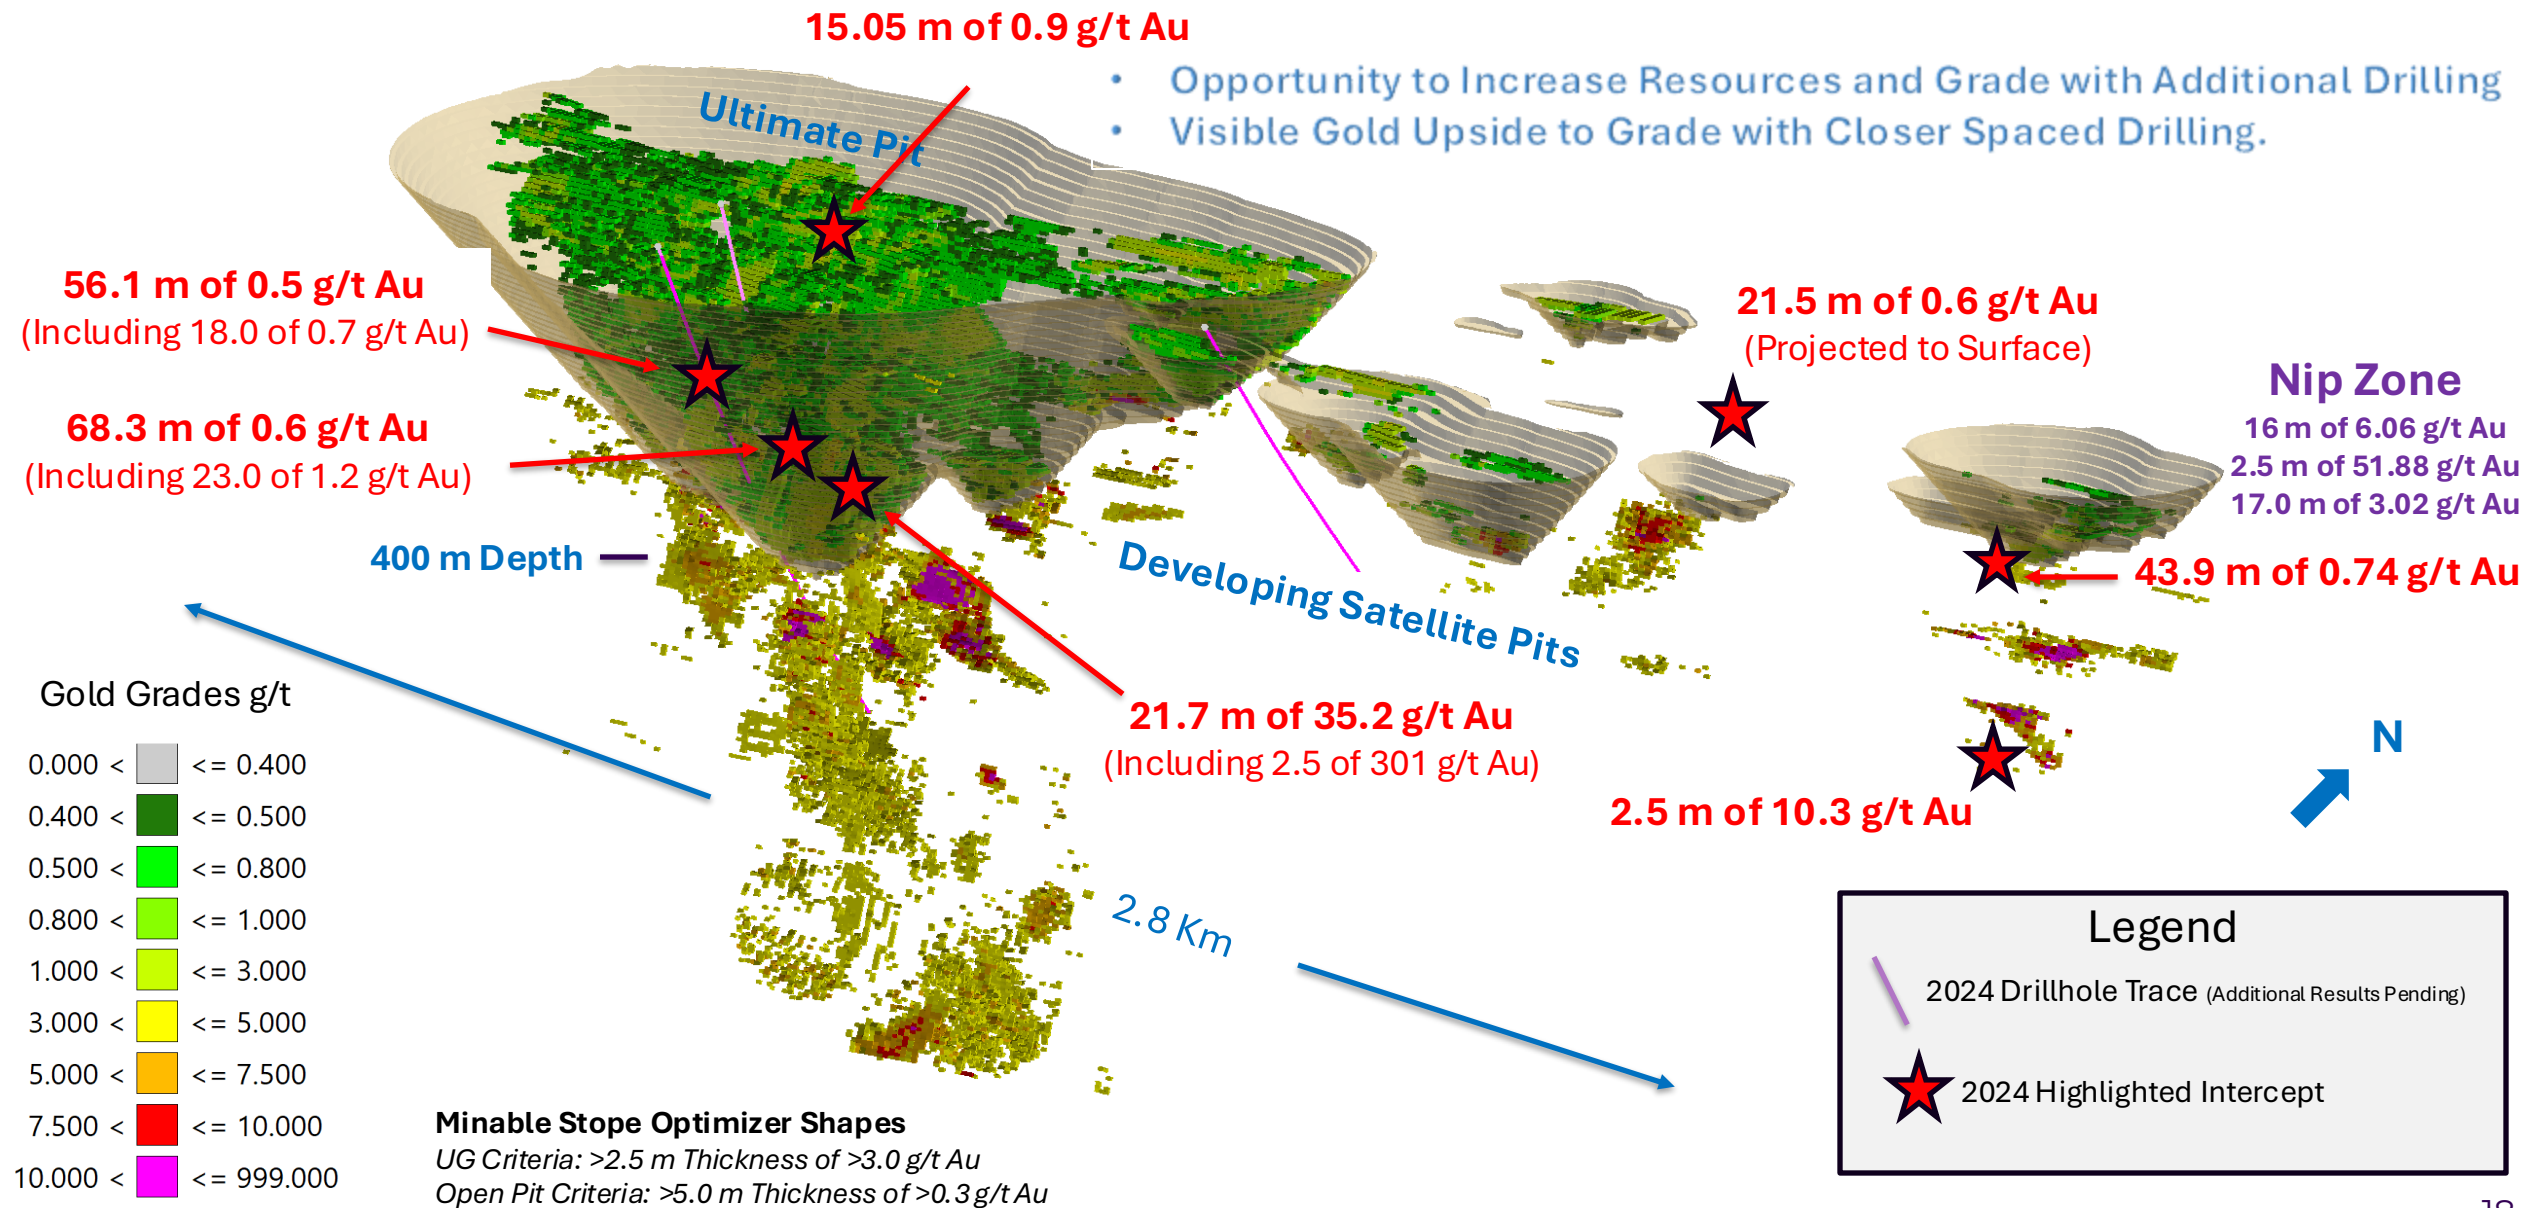 15.05 m of 0.9 g/t Au
• Opportunity to Increase Resources and Grade with Additional Drilling
• Visible Gold Upside to Grade with Closer Spaced Drilling.
Ultimate Pit
56.1 m of 0.5 g/t Au
(Including 18.0 of 0.7 g/t Au)
21.5 m of 0.6 g/t Au
(Projected to Surface)
Nip Zone
16 m of 6.06 g/t Au
2.5 m of 51.88 g/t Au
17.0 m of 3.02 g/t Au
68.3 m of 0.6 g/t Au
(Including 23.0 of 1.2 g/t Au)
400 m Depth
Developing Satellite Pits
43.9 m of 0.74 g/t Au
21.7 m of 35.2 g/t Au
(Including 2.5 of 301 g/t Au)
N
2.5 m of 10.3 g/t Au
2.8 Km
Gold Grades g/t
0.000 < <= 0.400
0.400 < <= 0.500
0.500 < <= 0.800
0.800 < <= 1.000
1.000 < <= 3.000
3.000 < <= 5.000
5.000 < <= 7.500
7.500 < <= 10.000
10.000 < <= 999.000
Minable Stope Optimizer Shapes
UG Criteria: >2.5 m Thickness of >3.0 g/t Au
Open Pit Criteria: >5.0 m Thickness of >0.3 g/t Au
Legend
2024 Drillhole Trace (Additional Results Pending)
2024 Highlighted Intercept